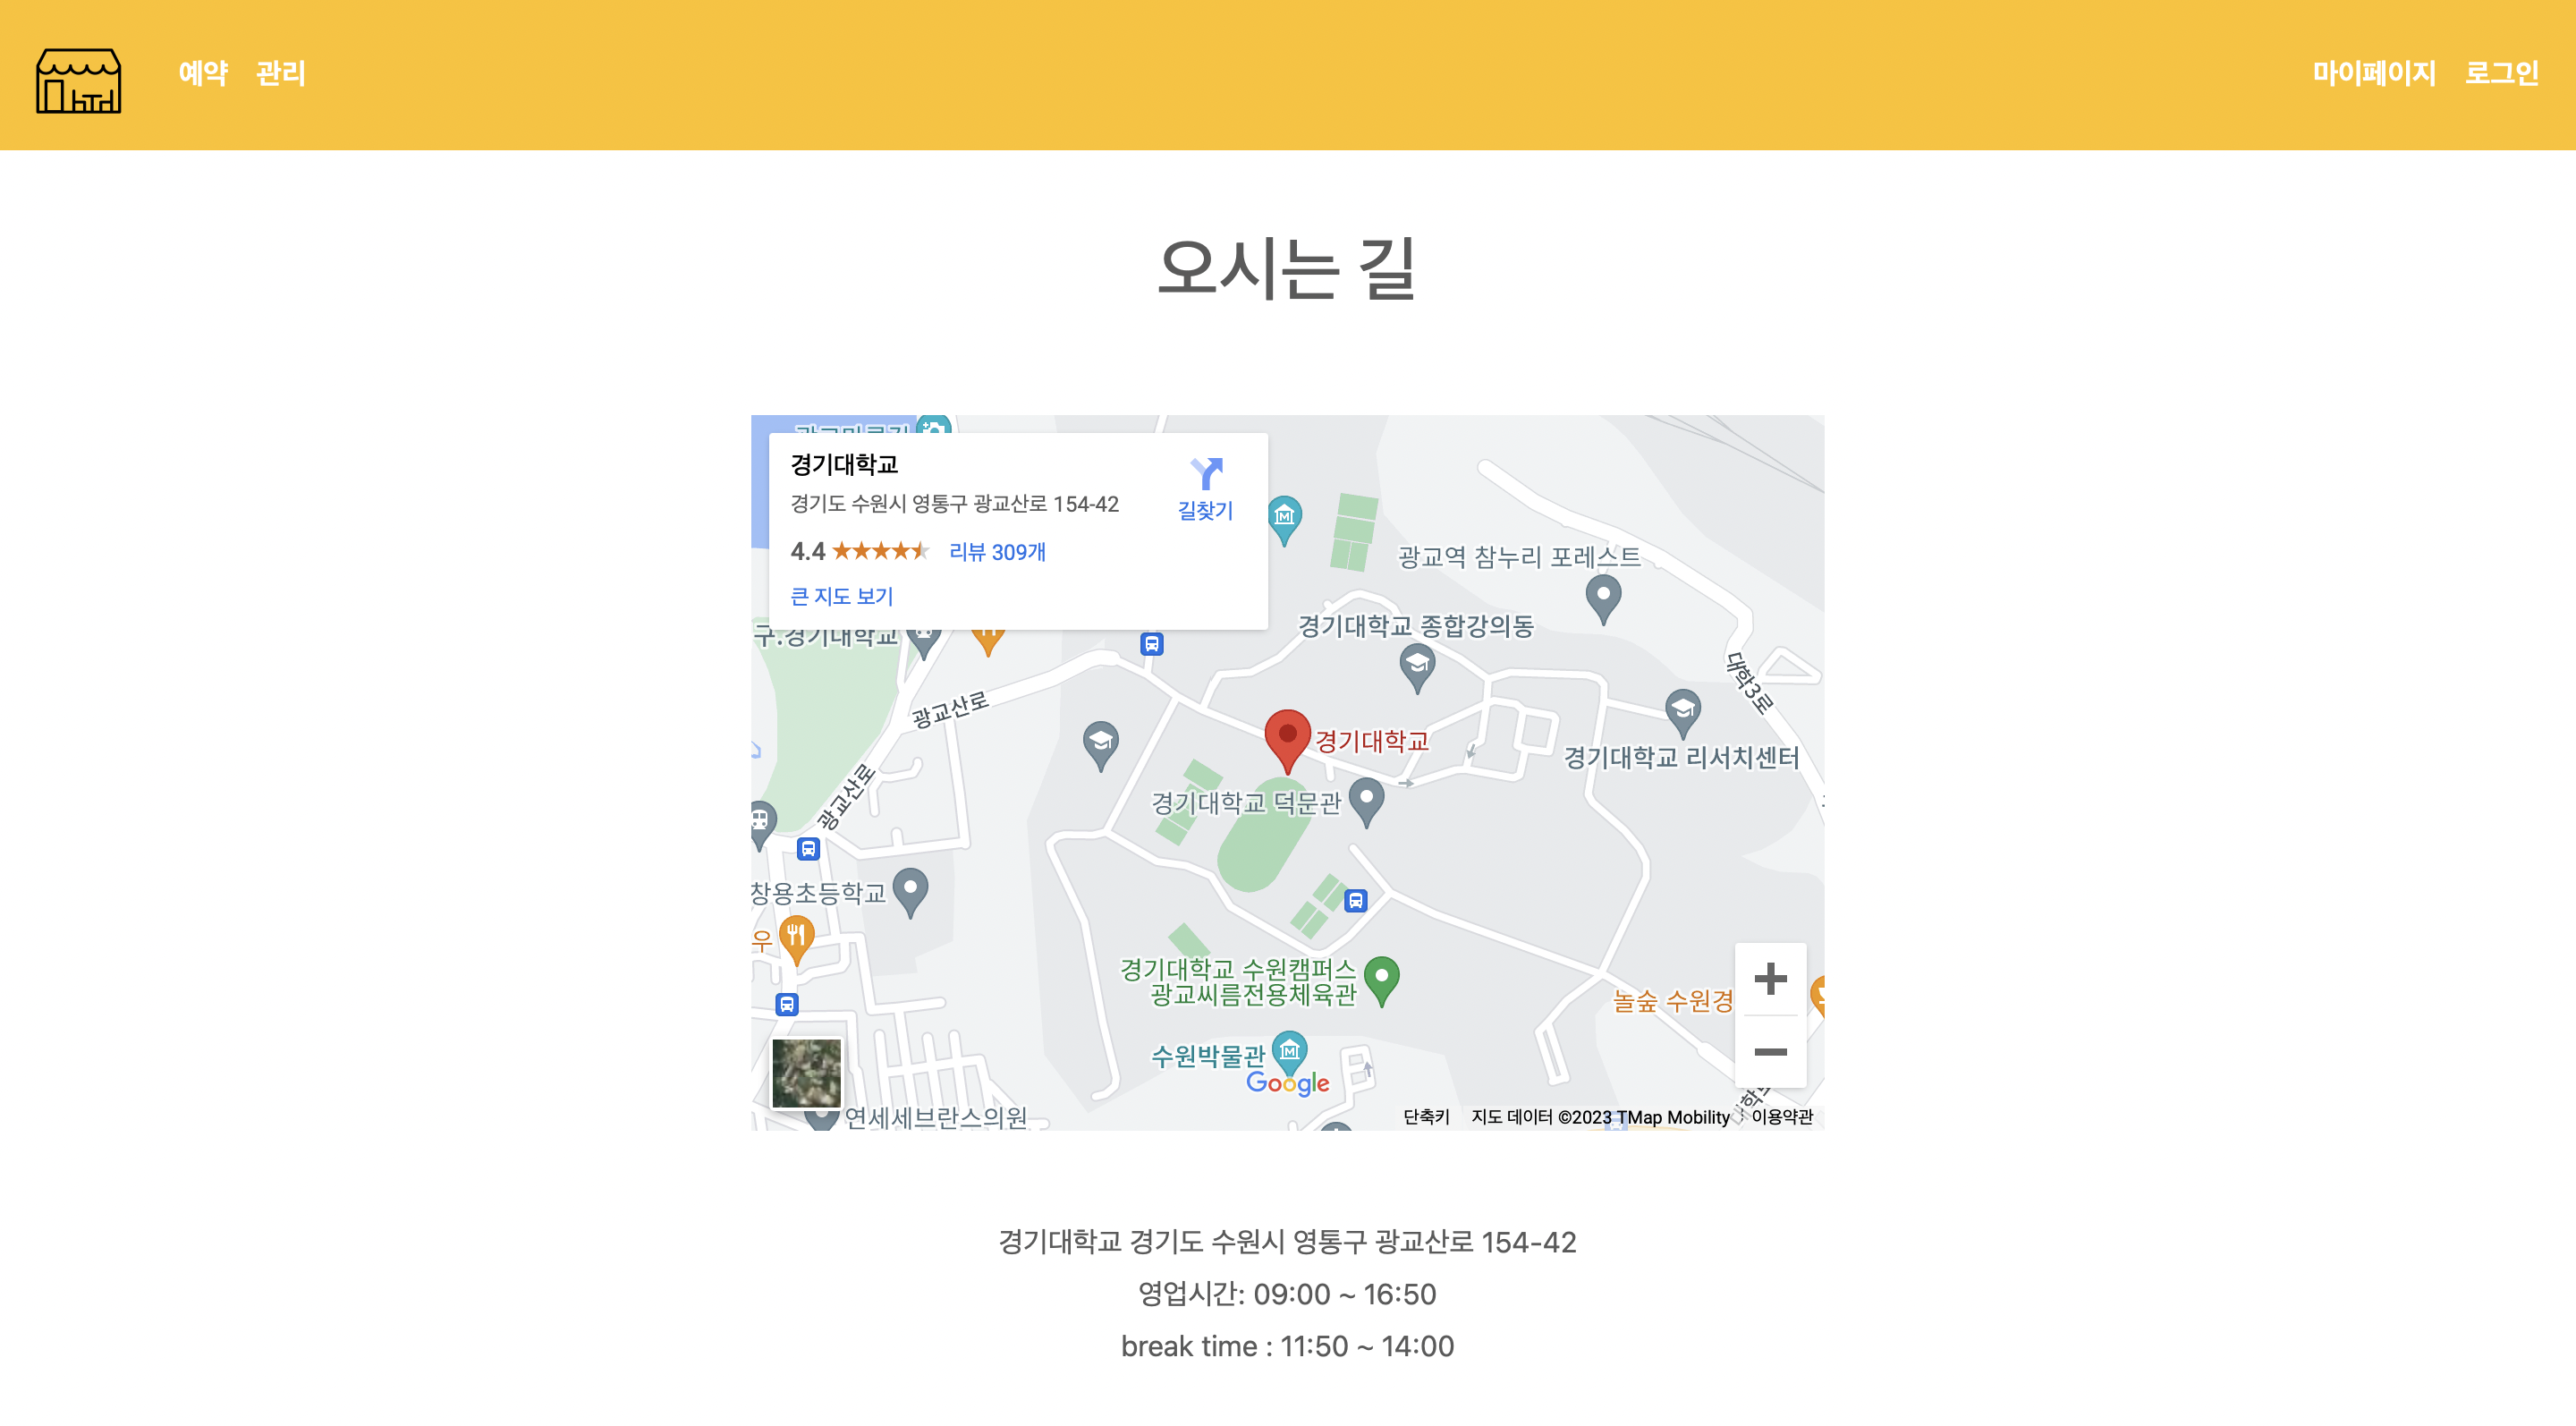 예약 관리 마이페이지 로그인
오시는 길
경기대학교
경기도 수원시 영통구 광교산로 154-42
길찾기
4.4 리뷰 309개
큰 지도 보기
광교역 참누리 포레스트
구.경기대학교
경기대학교 종합강의동
대학3로
광교산로
경기대학교
경기대학교 리서치센터
광교산로
경기대학교 덕문관
창용초등학교
우
경기대학교 수원캠퍼스
광교씨름전용체육관
놀숲 수원경
수원박물관
Google
연세세브란스의원
단축키 지도 데이터 ©2023 TMap Mobility 이용약관
경기대학교 경기도 수원시 영통구 광교산로 154-42
영업시간: 09:00 ~ 16:50
break time : 11:50 ~ 14:00